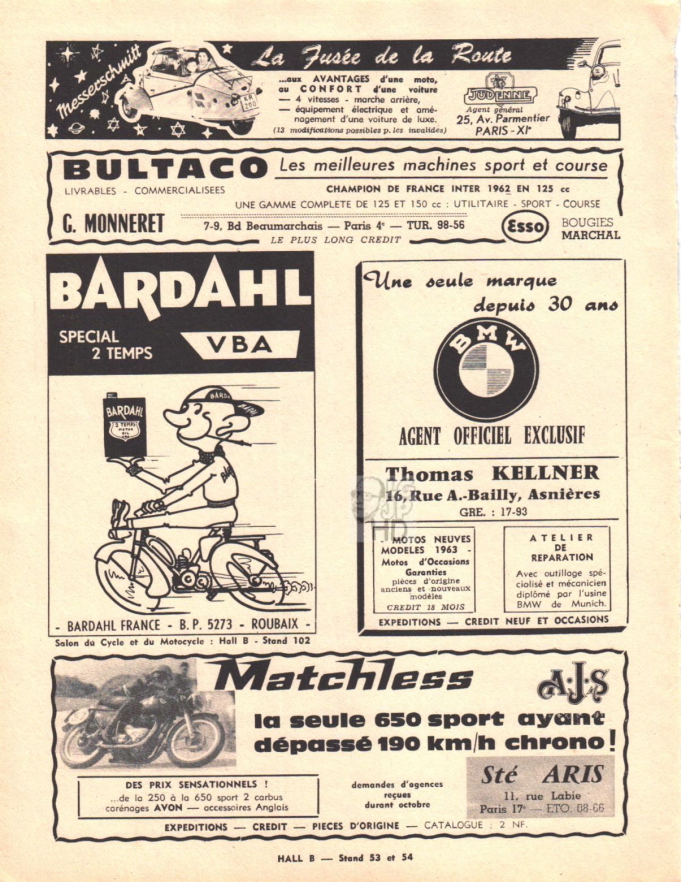 Messerschmitt
La Fusée de la Route
...aux AVANTAGES d'une moto,
au CONFORT d'une voiture
— 4 vitesses - marche arrière,
— équipement électrique et amé-
nagement d'une voiture de luxe.
(13 modifications possibles p. les invalides)
JUDENNE
Agent général
25, Av. Parmentier
PARIS - XIe
BULTACO Les meilleures machines sport et course
LIVRABLES - COMMERCIALISEES
CHAMPION DE FRANCE INTER 1962 EN 125 cc
UNE GAMME COMPLETE DE 125 ET 150 cc : UTILITAIRE - SPORT - COURSE
G. MONNERET
7-9, Bd Beaumarchais — Paris 4e - TUR. 98-56
LE PLUS LONG CREDIT
Esso
BOUGIES
MARCHAL
BARDAHL
SPECIAL
2 TEMPS
VBA
BARDAHL
2 TEMPS
MOTOR
OIL
- BARDAHL FRANCE - B.P. 5273 - ROUBAIX -
Salon du Cycle et du Motocycle : Hall B - Stand 102
Une seule marque
depuis 30 ans
BMW
AGENT OFFICIEL EXCLUSIF
Thomas KELLNER
16, Rue A.-Bailly, Asnières
GRE. : 17-93
- MOTOS NEUVES
MODELES 1963 -
Motos d'Occasions
Garanties
pièces d'origine
anciens et nouveaux
modèles
CREDIT 18 MOIS
ATELIER
DE
REPARATION
Avec outillage spé-
cialisé et mécanicien
diplômé par l'usine
BMW de Munich.
EXPEDITIONS — CREDIT NEUF ET OCCASIONS
Matchless
A·J·S
la seule 650 sport ayant
dépassé 190 km/h chrono !
DES PRIX SENSATIONNELS !
...de la 250 à la 650 sport 2 carbus
carénages AVON — accessoires Anglais
demandes d'agences
reçues
durant octobre
Sté ARIS
11, rue Labie
Paris 17e — ETO. 08-66
EXPEDITIONS — CREDIT — PIECES D'ORIGINE — CATALOGUE : 2 NF.
HALL B — Stand 53 et 54